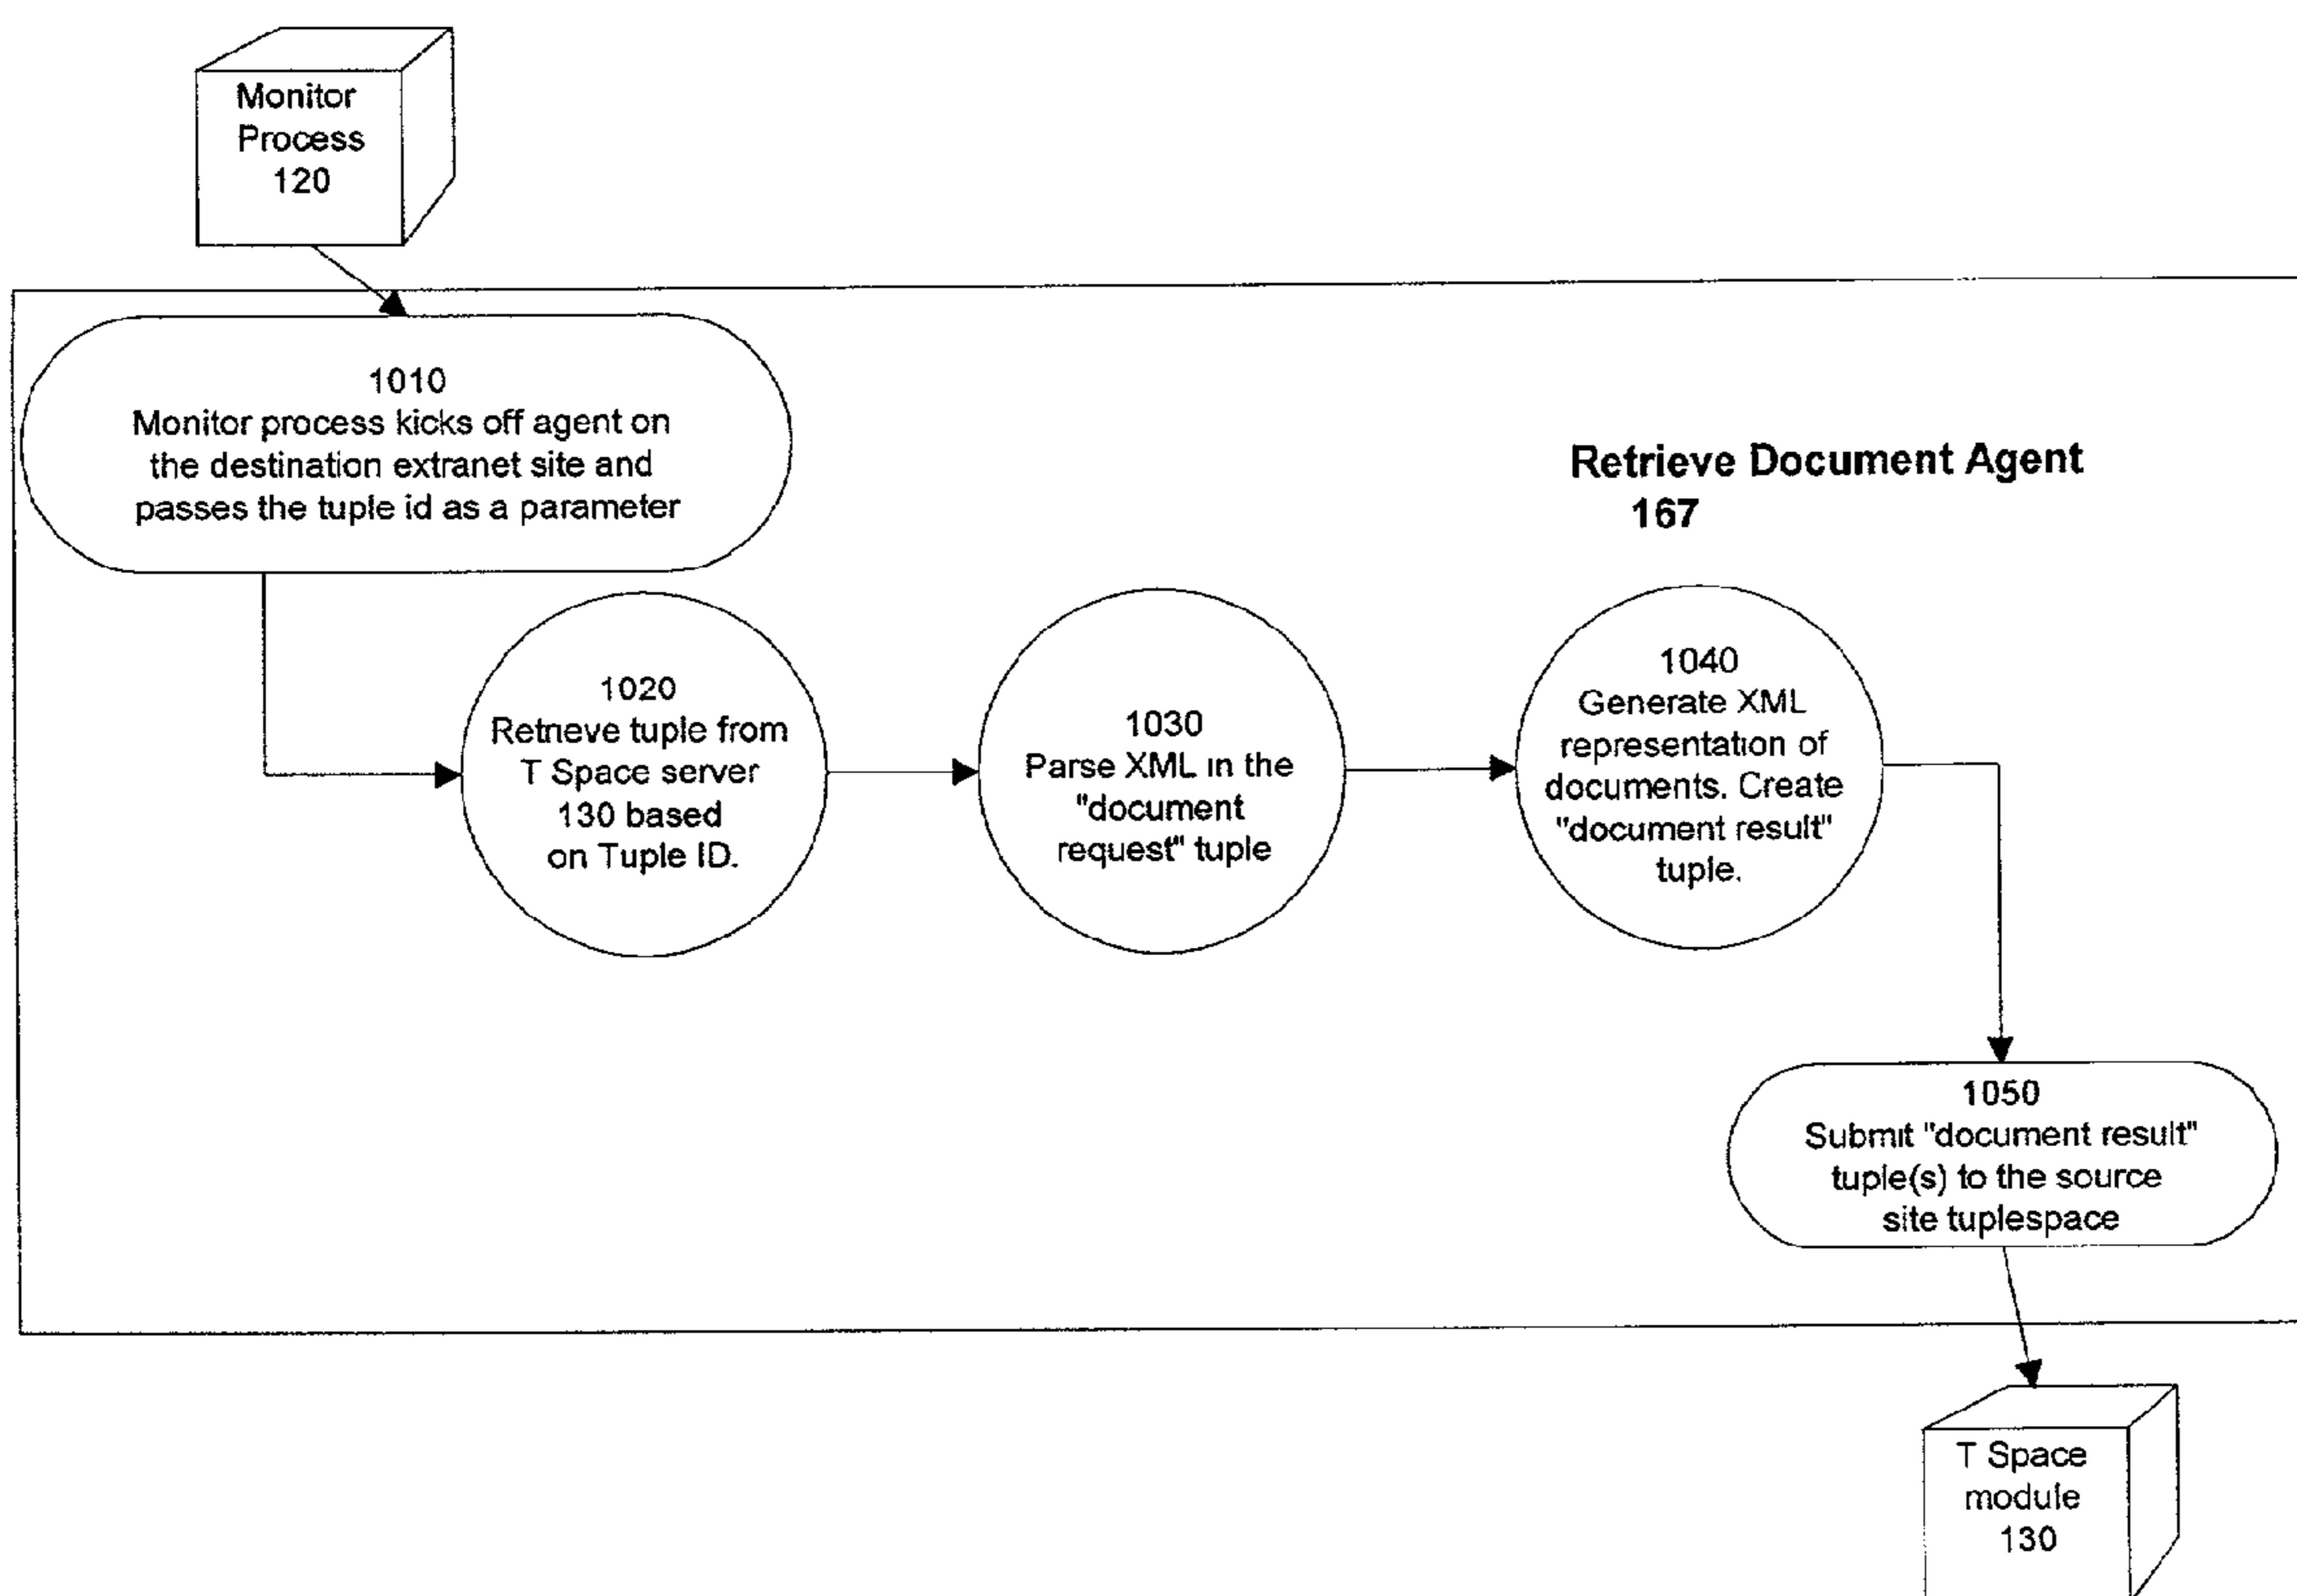 Monitor
Process
120
1010
Monitor process kicks off agent on
the destination extranet site and
passes the tuple id as a parameter
Retrieve Document Agent
167
1020
Retrieve tuple from
T Space server
130 based
on Tuple ID.
1030
Parse XML in the
"document
request" tuple
1040
Generate XML
representation of
documents. Create
"document result"
tuple.
1050
Submit "document result"
tuple(s) to the source
site tuplespace
T Space
module
130